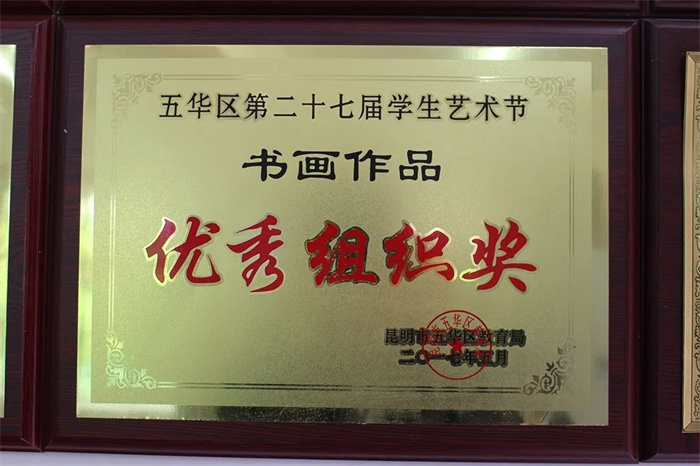 五华区第二十七届学生艺术节
书画作品
优秀组织奖
昆明市五华区教育局
二〇一七年五月